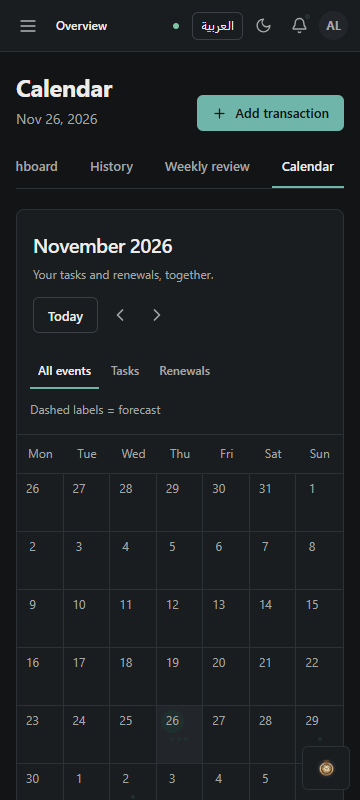 Overview العربية AL
Calendar
Nov 26, 2026
+ Add transaction
hboard History Weekly review Calendar
November 2026
Your tasks and renewals, together.
Today
All events Tasks Renewals
Dashed labels = forecast
Mon Tue Wed Thu Fri Sat Sun
26 27 28 29 30 31 1
2 3 4 5 6 7 8
9 10 11 12 13 14 15
16 17 18 19 20 21 22
23 24 25 26 27 28 29
30 1 2 3 4 5